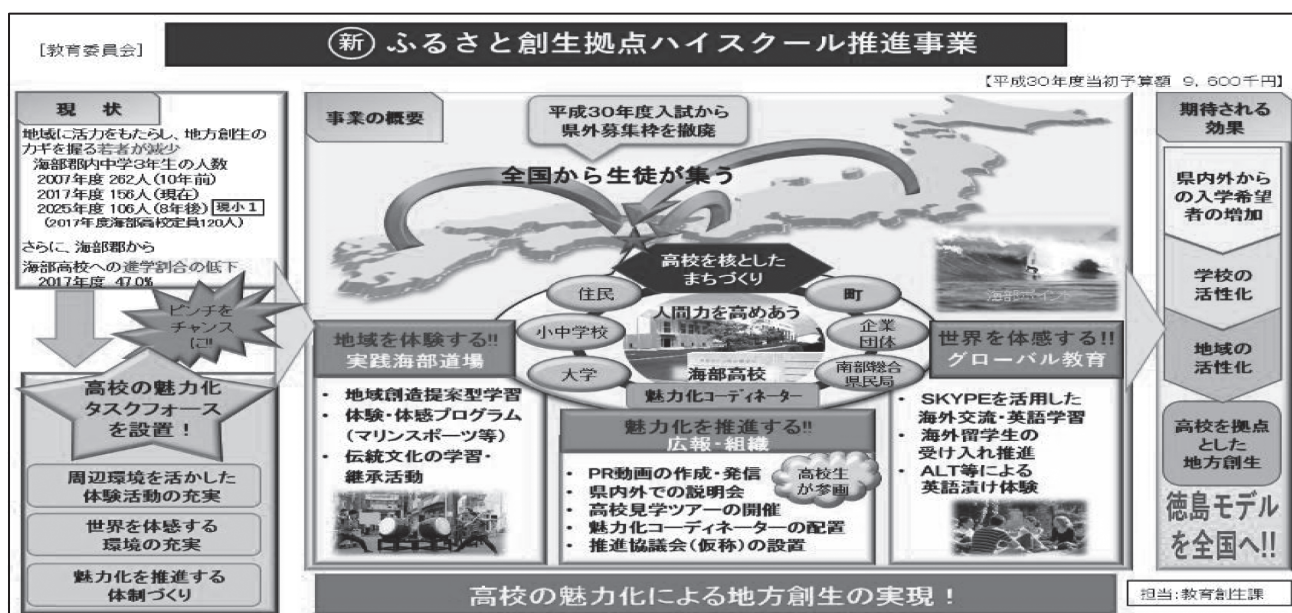 [教育委員会]
新 ふるさと創生拠点ハイスクール推進事業
【平成30年度当初予算額 9,600千円】
現 状
地域に活力をもたらし、地方創生の
カギを握る若者が減少
海部郡内中学3年生の人数
2007年度 262人(10年前)
2017年度 156人(現在)
2025年度 106人(8年後) 現小1
(2017年度海部高校定員120人)
さらに、海部郡から
海部高校への進学割合の低下
2017年度 47.0%
ピンチを
チャンス
に!!
高校の魅力化
タスクフォース
を設置!
周辺環境を活かした
体験活動の充実
世界を体感する
環境の充実
魅力化を推進する
体制づくり
事業の概要
平成30年度入試から
県外募集枠を撤廃
全国から生徒が集う
高校を核とした
まちづくり
住民
小中学校
大学
町
企業
団体
南部総合
県民局
人間力を高めあう
海部高校
魅力化コーディネーター
海部ポイント
地域を体験する!!
実践海部道場
・ 地域創造提案型学習
・ 体験・体感プログラム
(マリンスポーツ等)
・ 伝統文化の学習・
継承活動
魅力化を推進する!!
広報・組織
・ PR動画の作成・発信
・ 県内外での説明会
・ 高校見学ツアーの開催
・ 魅力化コーディネーターの配置
・ 推進協議会(仮称)の設置
高校生
が参画
世界を体感する!!
グローバル教育
・ SKYPEを活用した
海外交流・英語学習
・ 海外留学生の
受け入れ推進
・ ALT等による
英語漬け体験
高校の魅力化による地方創生の実現!
期待される
効果
県内外から
の入学希望
者の増加
学校の
活性化
地域の
活性化
高校を拠点
とした
地方創生
徳島モデル
を全国へ!!
担当:教育創生課